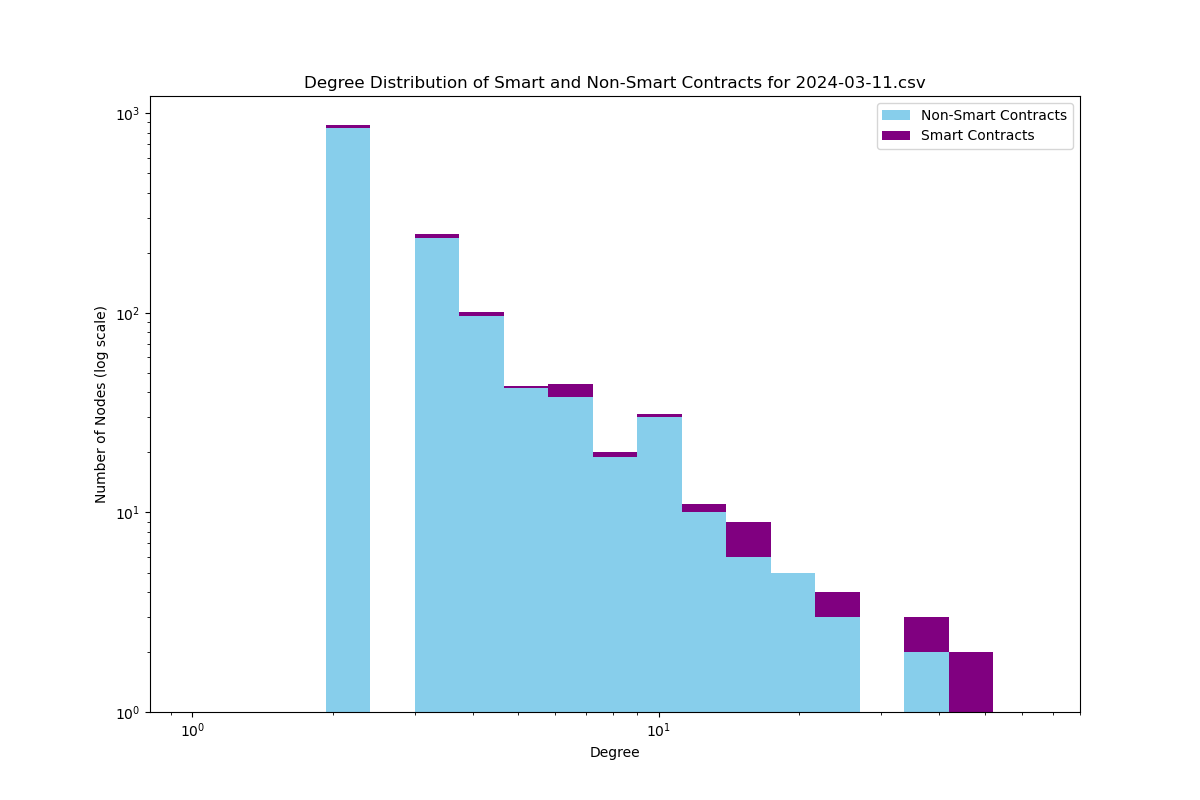 Degree Distribution of Smart and Non-Smart Contracts for 2024-03-11.csv
Non-Smart Contracts
Smart Contracts
10³
10²
10¹
10⁰
Number of Nodes (log scale)
10⁰ 10¹
Degree